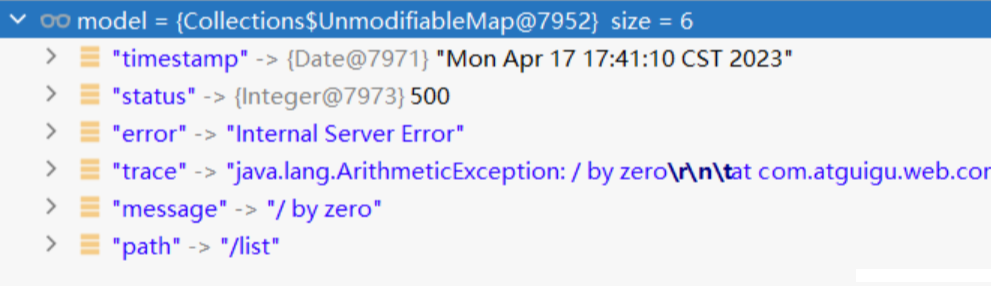 model = {Collections$UnmodifiableMap@7952} size = 6
"timestamp" -> {Date@7971} "Mon Apr 17 17:41:10 CST 2023"
"status" -> {Integer@7973} 500
"error" -> "Internal Server Error"
"trace" -> "java.lang.ArithmeticException: / by zero\r\n\tat com.atguigu.web.cor
"message" -> "/ by zero"
"path" -> "/list"